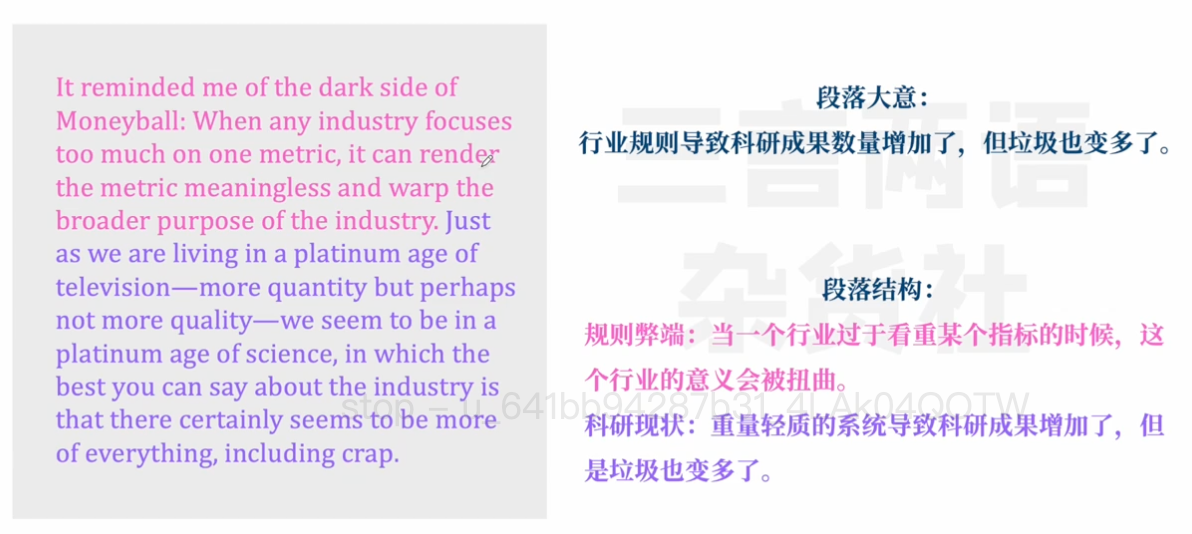 It reminded me of the dark side of
Moneyball: When any industry focuses
too much on one metric, it can render
the metric meaningless and warp the
broader purpose of the industry. Just
as we are living in a platinum age of
television—more quantity but perhaps
not more quality—we seem to be in a
platinum age of science, in which the
best you can say about the industry is
that there certainly seems to be more
of everything, including crap.
段落大意：
行业规则导致科研成果数量增加了，但垃圾也变多了。
段落结构：
规则弊端：当一个行业过于看重某个指标的时候，这
个行业的意义会被扭曲。
科研现状：重量轻质的系统导致科研成果增加了，但
是垃圾也变多了。
三言两语
杂货社